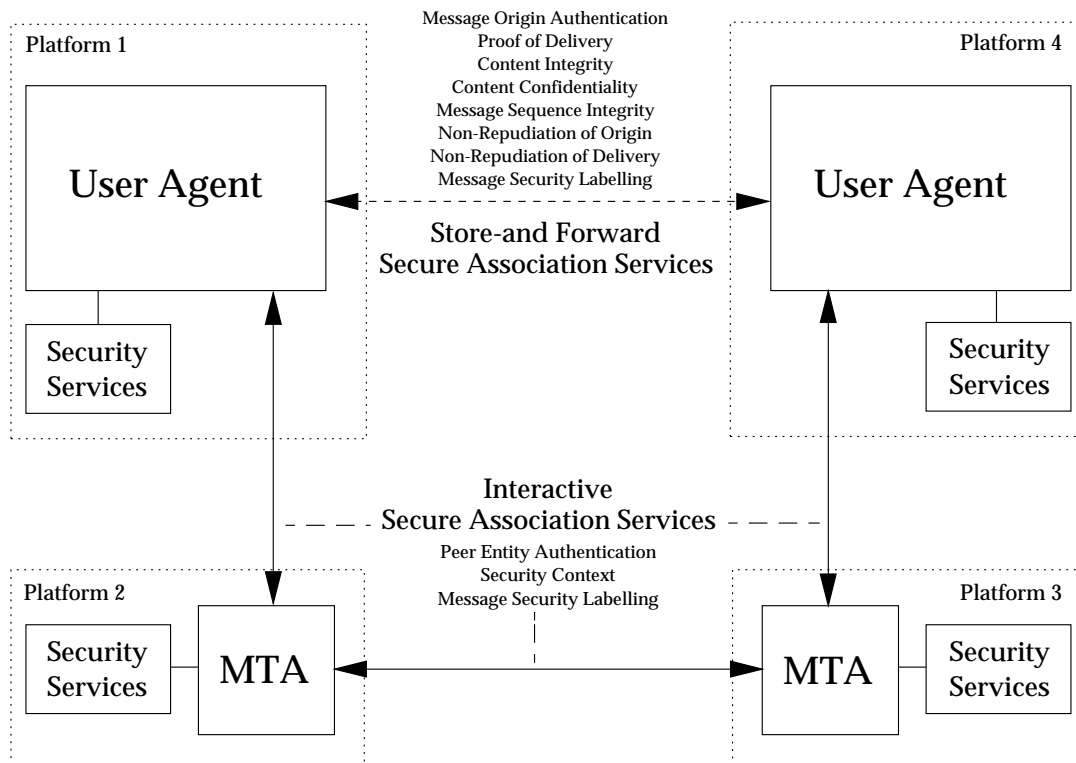 Platform 1
Message Origin Authentication
Proof of Delivery
Content Integrity
Content Confidentiality
Message Sequence Integrity
Non-Repudiation of Origin
Non-Repudiation of Delivery
Message Security Labelling
Platform 4
User Agent
User Agent
Store-and Forward
Secure Association Services
Security
Services
Security
Services
Interactive
Secure Association Services
Peer Entity Authentication
Security Context
Message Security Labelling
Platform 2
Platform 3
Security
Services
MTA
MTA
Security
Services